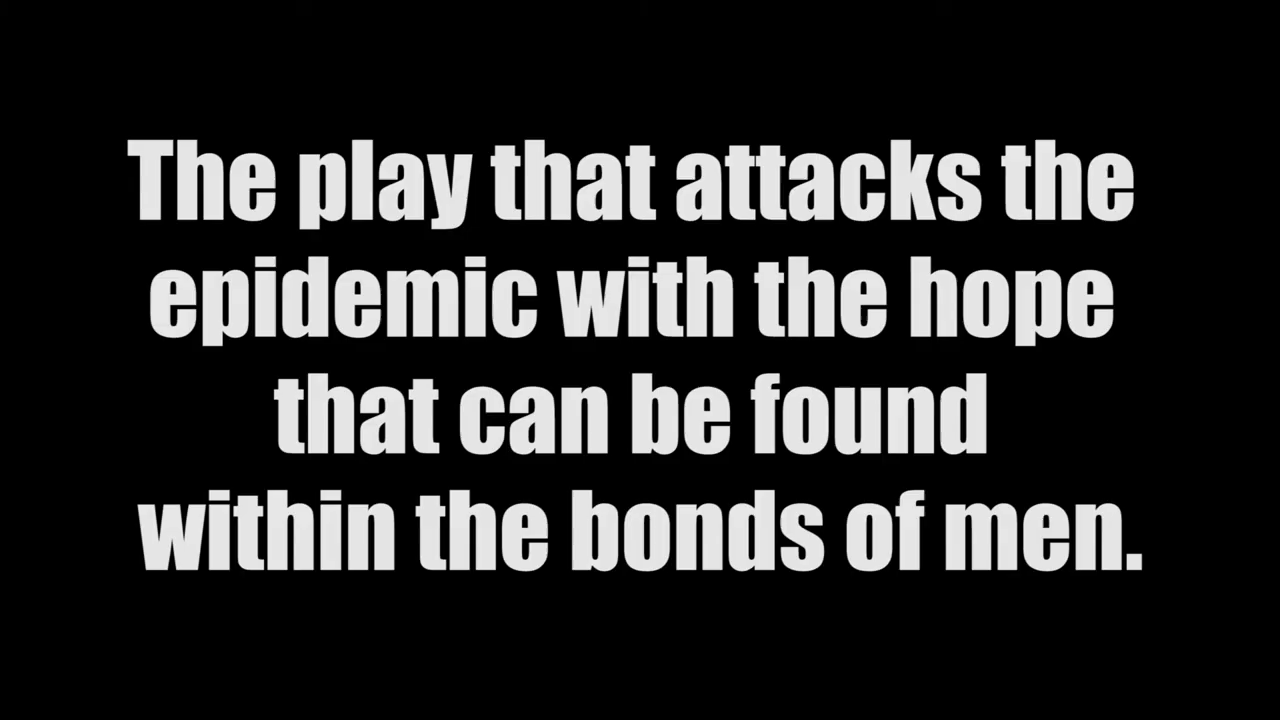 The play that attacks the
epidemic with the hope
that can be found
within the bonds of men.